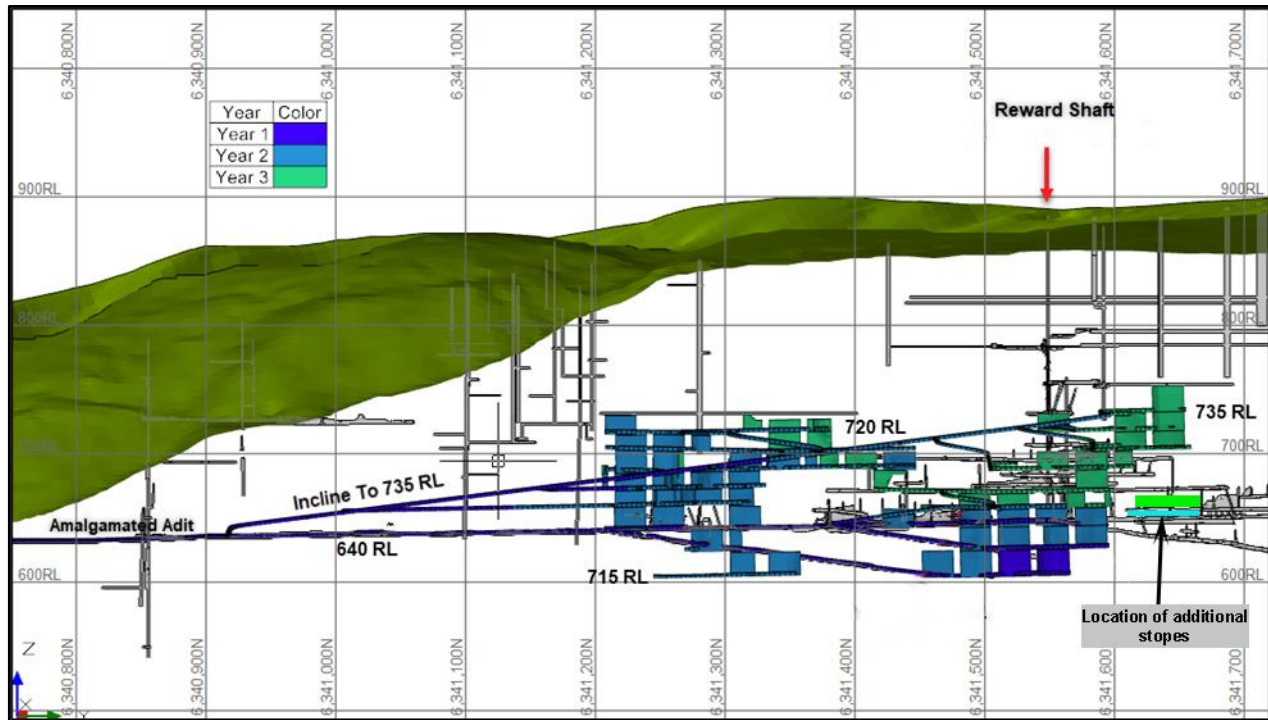 6,340,800N
6,340,900N
6,341,000N
6,341,100N
6,341,200N
6,341,300N
6,341,400N
6,341,500N
6,341,600N
6,341,700N
Year Color
Year 1
Year 2
Year 3
Reward Shaft
900RL
900RL
800RL
800RL
720 RL
735 RL
700RL
700RL
Incline To 735 RL
Amalgamated Adit
640 RL
715 RL
600RL
600RL
Location of additional
stopes
Z
X
Y
6,340,800N
6,340,900N
6,341,000N
6,341,100N
6,341,200N
6,341,300N
6,341,400N
6,341,500N
6,341,600N
6,341,700N